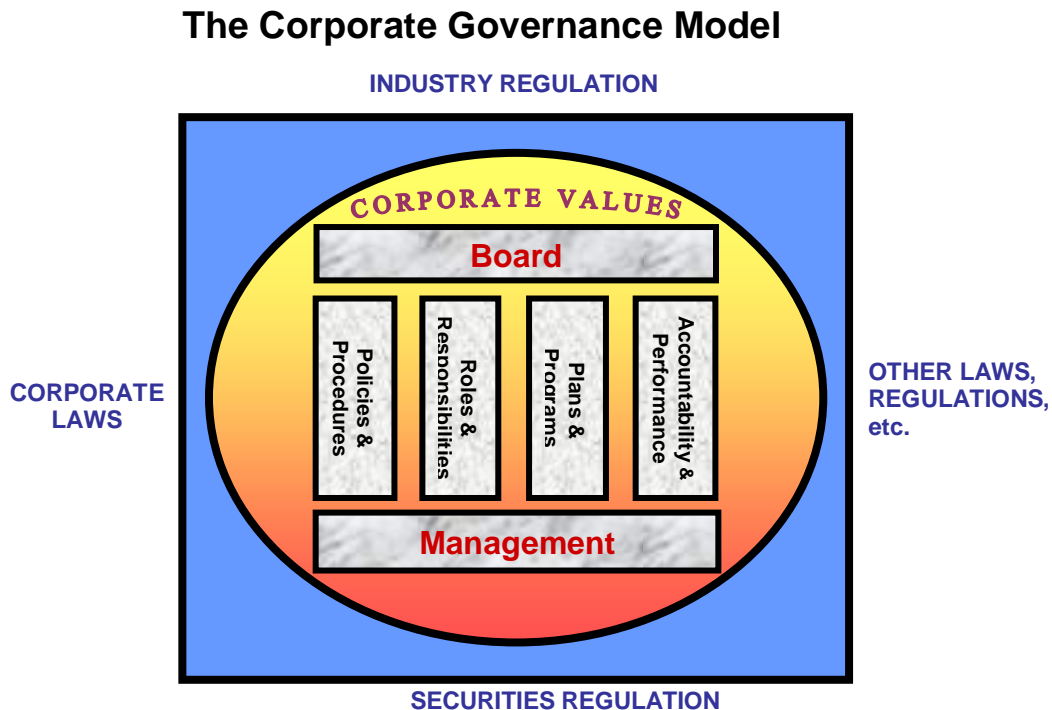 The Corporate Governance Model
INDUSTRY REGULATION
CORPORATE VALUES
Board
Policies &
Procedures
Roles &
Responsibilities
Plans &
Programs
Accountability &
Performance
Management
CORPORATE
LAWS
OTHER LAWS,
REGULATIONS,
etc.
SECURITIES REGULATION